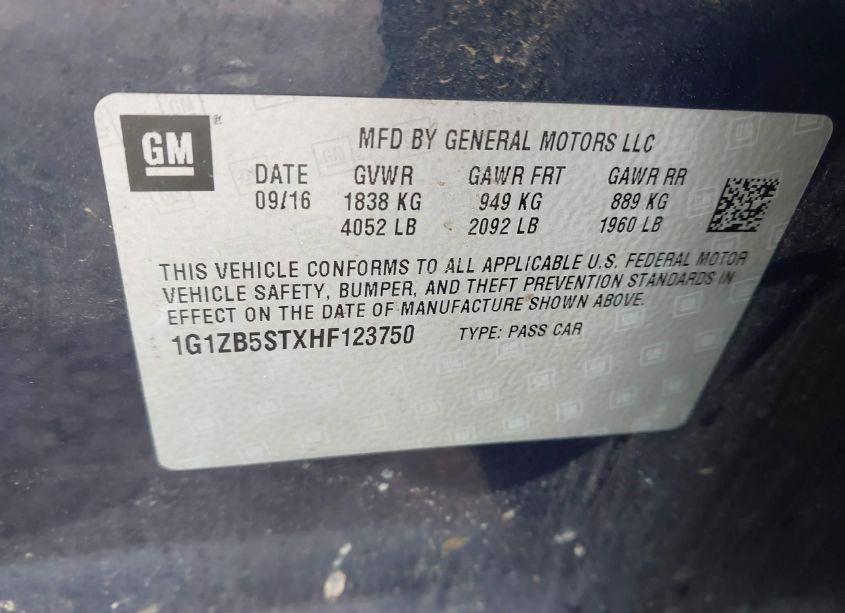 GM ®
MFD BY GENERAL MOTORS LLC
DATE GVWR GAWR FRT GAWR RR
09/16 1838 KG 949 KG 889 KG
4052 LB 2092 LB 1960 LB
THIS VEHICLE CONFORMS TO ALL APPLICABLE U.S. FEDERAL MOTOR
VEHICLE SAFETY, BUMPER, AND THEFT PREVENTION STANDARDS IN
EFFECT ON THE DATE OF MANUFACTURE SHOWN ABOVE.
1G1ZB5STXHF123750 TYPE: PASS CAR